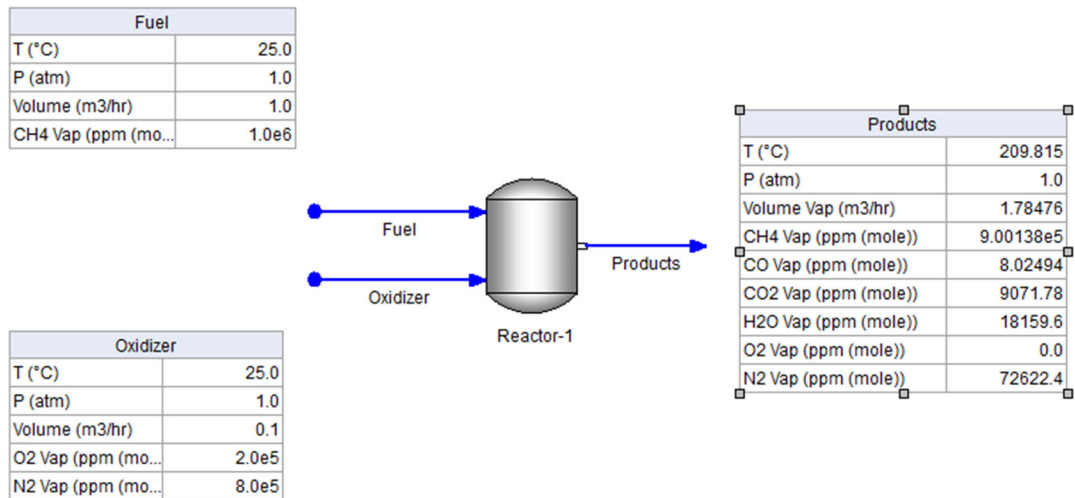 Fuel
T (°C) 25.0
P (atm) 1.0
Volume (m3/hr) 1.0
CH4 Vap (ppm (mo... 1.0e6
Fuel
Oxidizer
Products
Reactor-1
Oxidizer
T (°C) 25.0
P (atm) 1.0
Volume (m3/hr) 0.1
O2 Vap (ppm (mo... 2.0e5
N2 Vap (ppm (mo... 8.0e5
Products
T (°C) 209.815
P (atm) 1.0
Volume Vap (m3/hr) 1.78476
CH4 Vap (ppm (mole)) 9.00138e5
CO Vap (ppm (mole)) 8.02494
CO2 Vap (ppm (mole)) 9071.78
H2O Vap (ppm (mole)) 18159.6
O2 Vap (ppm (mole)) 0.0
N2 Vap (ppm (mole)) 72622.4